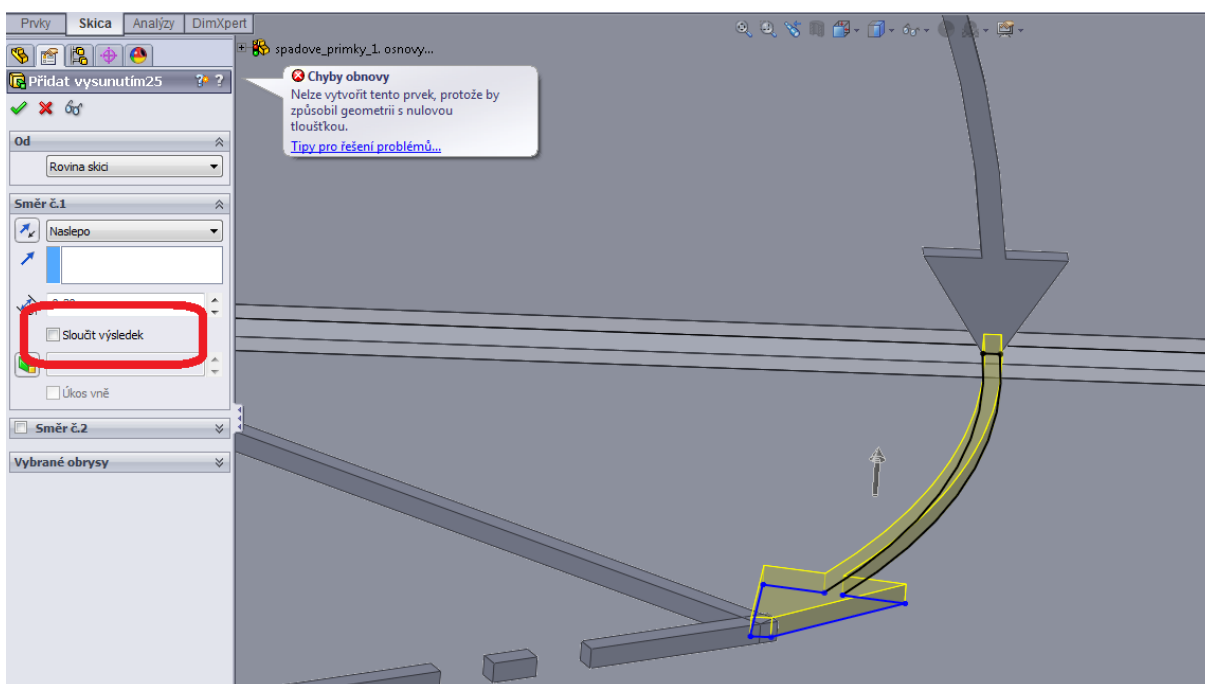 Prvky Skica Analýzy DimXpert
spadove_primky_1. osnovy...
Přidat vysunutím25 ? ?
Chyby obnovy
Nelze vytvořit tento prvek, protože by
způsobil geometrii s nulovou
tloušťkou.
Tipy pro řešení problémů...
Od
Rovina skici
Směr č.1
Naslepo
Sloučit výsledek
Úkos vně
Směr č.2
Vybrané obrysy